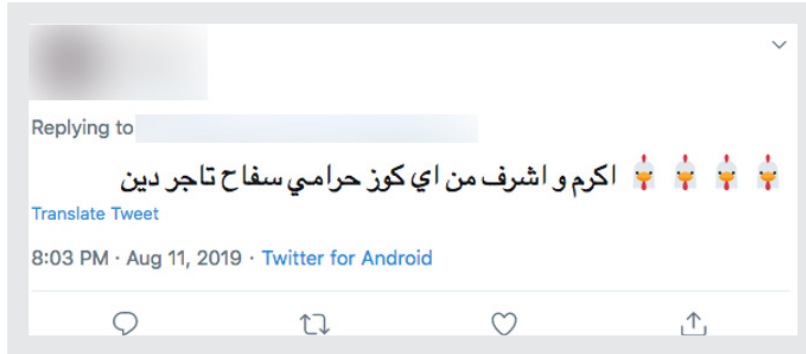 Replying to
🐔 🐔 🐔 🐔 اكرم و اشرف من اي كوز حرامي سفاح تاجر دين
Translate Tweet
8:03 PM · Aug 11, 2019 · Twitter for Android